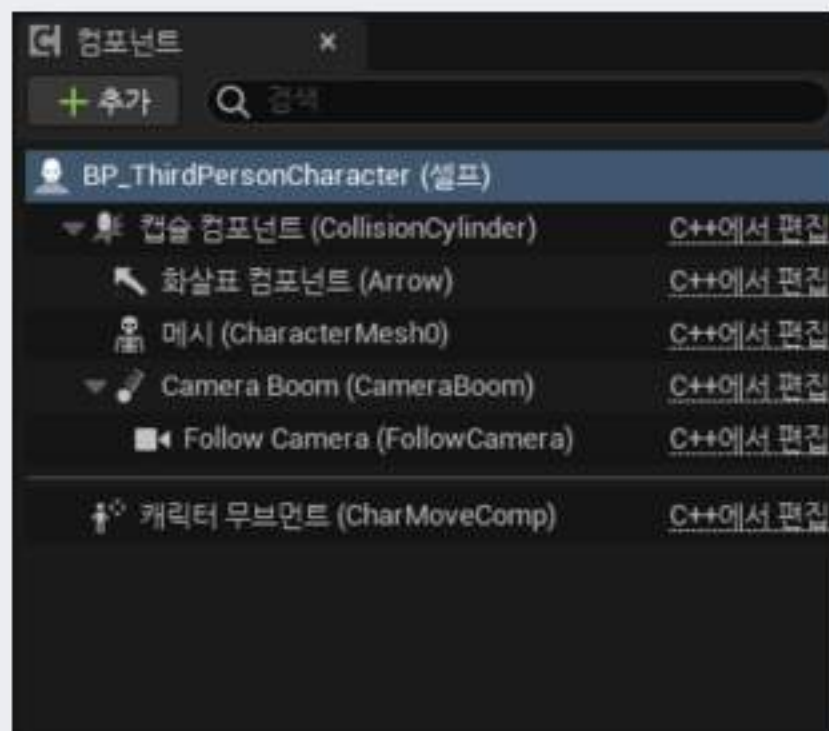 컴포넌트
추가 검색
BP_ThirdPersonCharacter (셀프)
캡슐 컴포넌트 (CollisionCylinder) C++에서 편집
화살표 컴포넌트 (Arrow) C++에서 편집
메시 (CharacterMesh0) C++에서 편집
Camera Boom (CameraBoom) C++에서 편집
Follow Camera (FollowCamera) C++에서 편집
캐릭터 무브먼트 (CharMoveComp) C++에서 편집